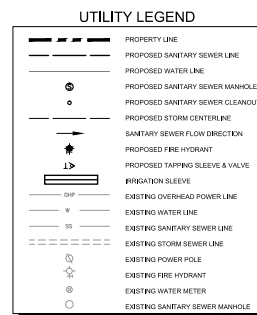 UTILITY LEGEND
PROPERTY LINE
PROPOSED SANITARY SEWER LINE
PROPOSED WATER LINE
S PROPOSED SANITARY SEWER MANHOLE
PROPOSED SANITARY SEWER CLEANOUT
PROPOSED STORM CENTERLINE
SANITARY SEWER FLOW DIRECTION
PROPOSED FIRE HYDRANT
PROPOSED TAPPING SLEEVE & VALVE
IRRIGATION SLEEVE
OHP EXISTING OVERHEAD POWER LINE
W EXISTING WATER LINE
SS EXISTING SANITARY SEWER LINE
EXISTING STORM SEWER LINE
EXISTING POWER POLE
EXISTING FIRE HYDRANT
EXISTING WATER METER
EXISTING SANITARY SEWER MANHOLE